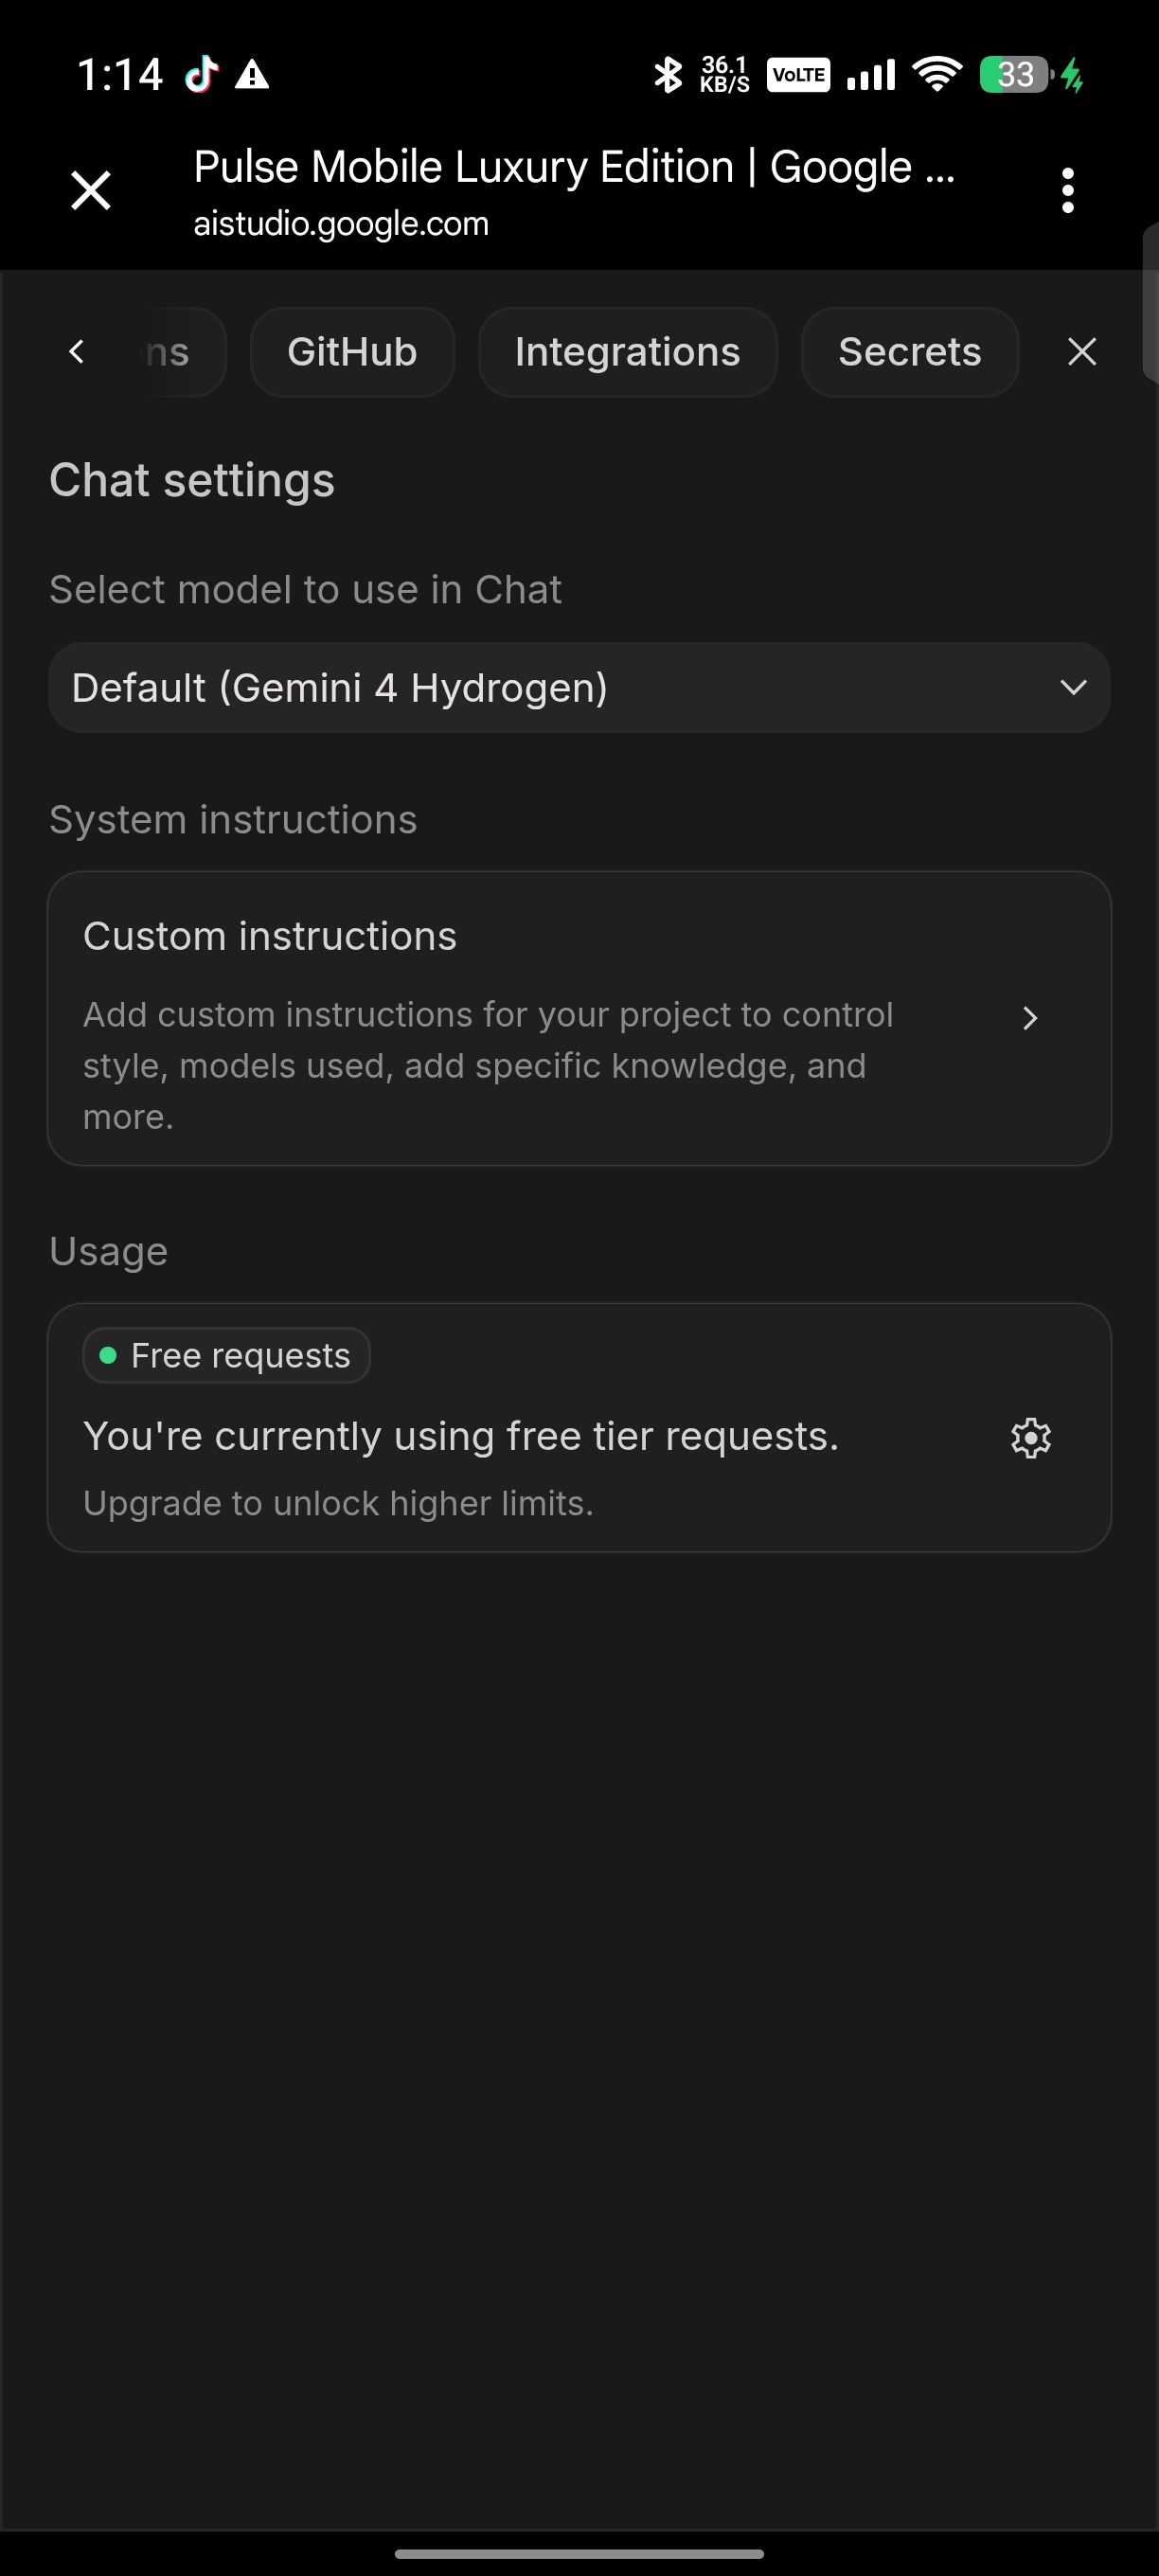 1:14
36.1
KB/S
VoLTE
33
Pulse Mobile Luxury Edition | Google ...
aistudio.google.com
ns
GitHub
Integrations
Secrets
Chat settings
Select model to use in Chat
Default (Gemini 4 Hydrogen)
System instructions
Custom instructions
Add custom instructions for your project to control
style, models used, add specific knowledge, and
more.
Usage
Free requests
You're currently using free tier requests.
Upgrade to unlock higher limits.